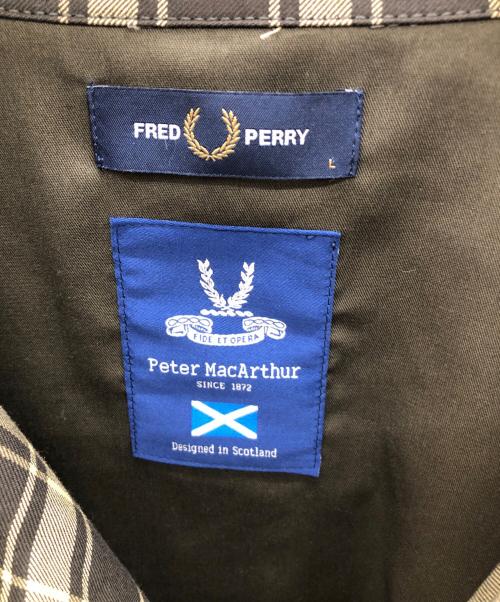 FRED PERRY
L
FIDE ET OPERA
Peter MacArthur
SINCE 1872
Designed in Scotland